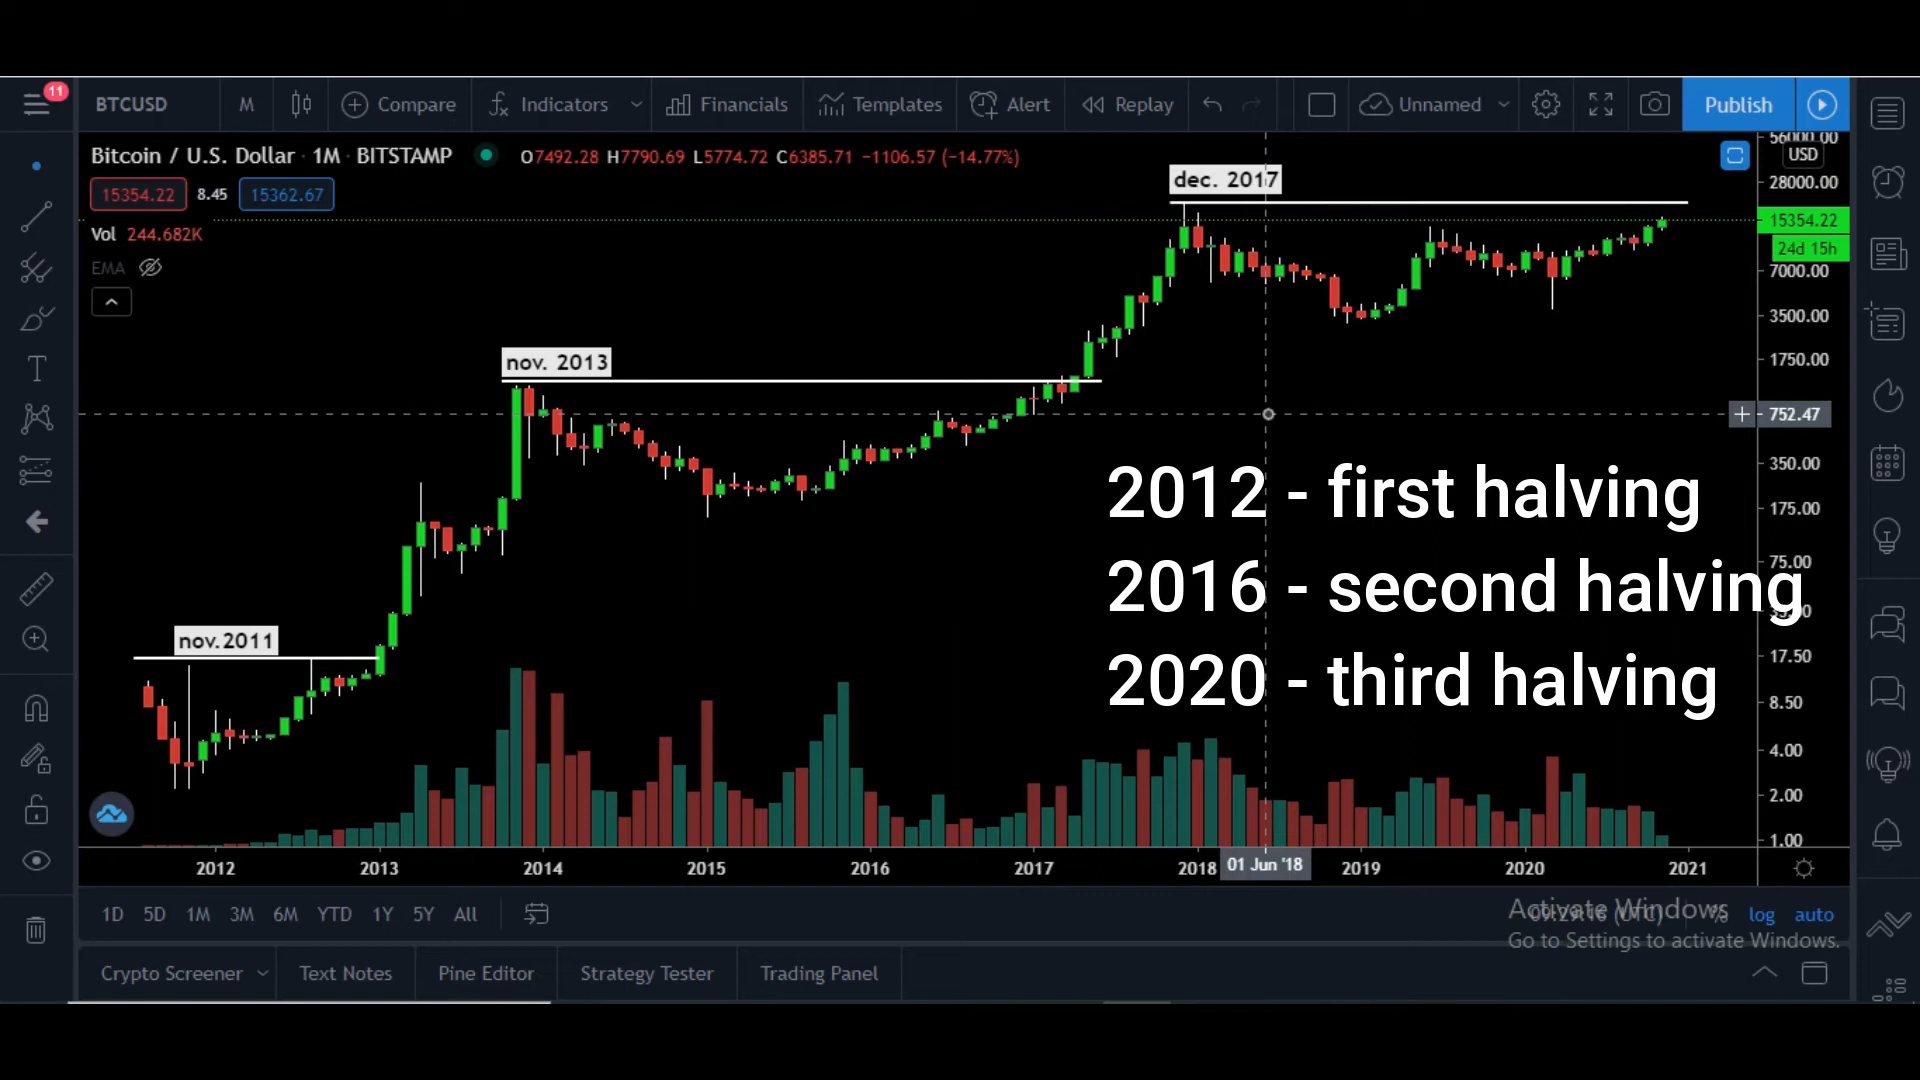 11
BTCUSD M Compare Indicators Financials Templates Alert Replay Unnamed Publish
Bitcoin / U.S. Dollar · 1M · BITSTAMP O7492.28 H7790.69 L5774.72 C6385.71 −1106.57 (−14.77%)
15354.22 8.45 15362.67
Vol 244.682K
EMA
dec. 2017
nov. 2013
nov.2011
2012 - first halving
2016 - second halving
2020 - third halving
56000.00
USD
28000.00
15354.22
24d 15h
7000.00
3500.00
1750.00
752.47
350.00
175.00
75.00
17.50
8.50
4.00
2.00
1.00
2012 2013 2014 2015 2016 2017 2018 01 Jun '18 2019 2020 2021
1D 5D 1M 3M 6M YTD 1Y 5Y All (UTC) % log auto
Activate Windows
Go to Settings to activate Windows.
Crypto Screener Text Notes Pine Editor Strategy Tester Trading Panel